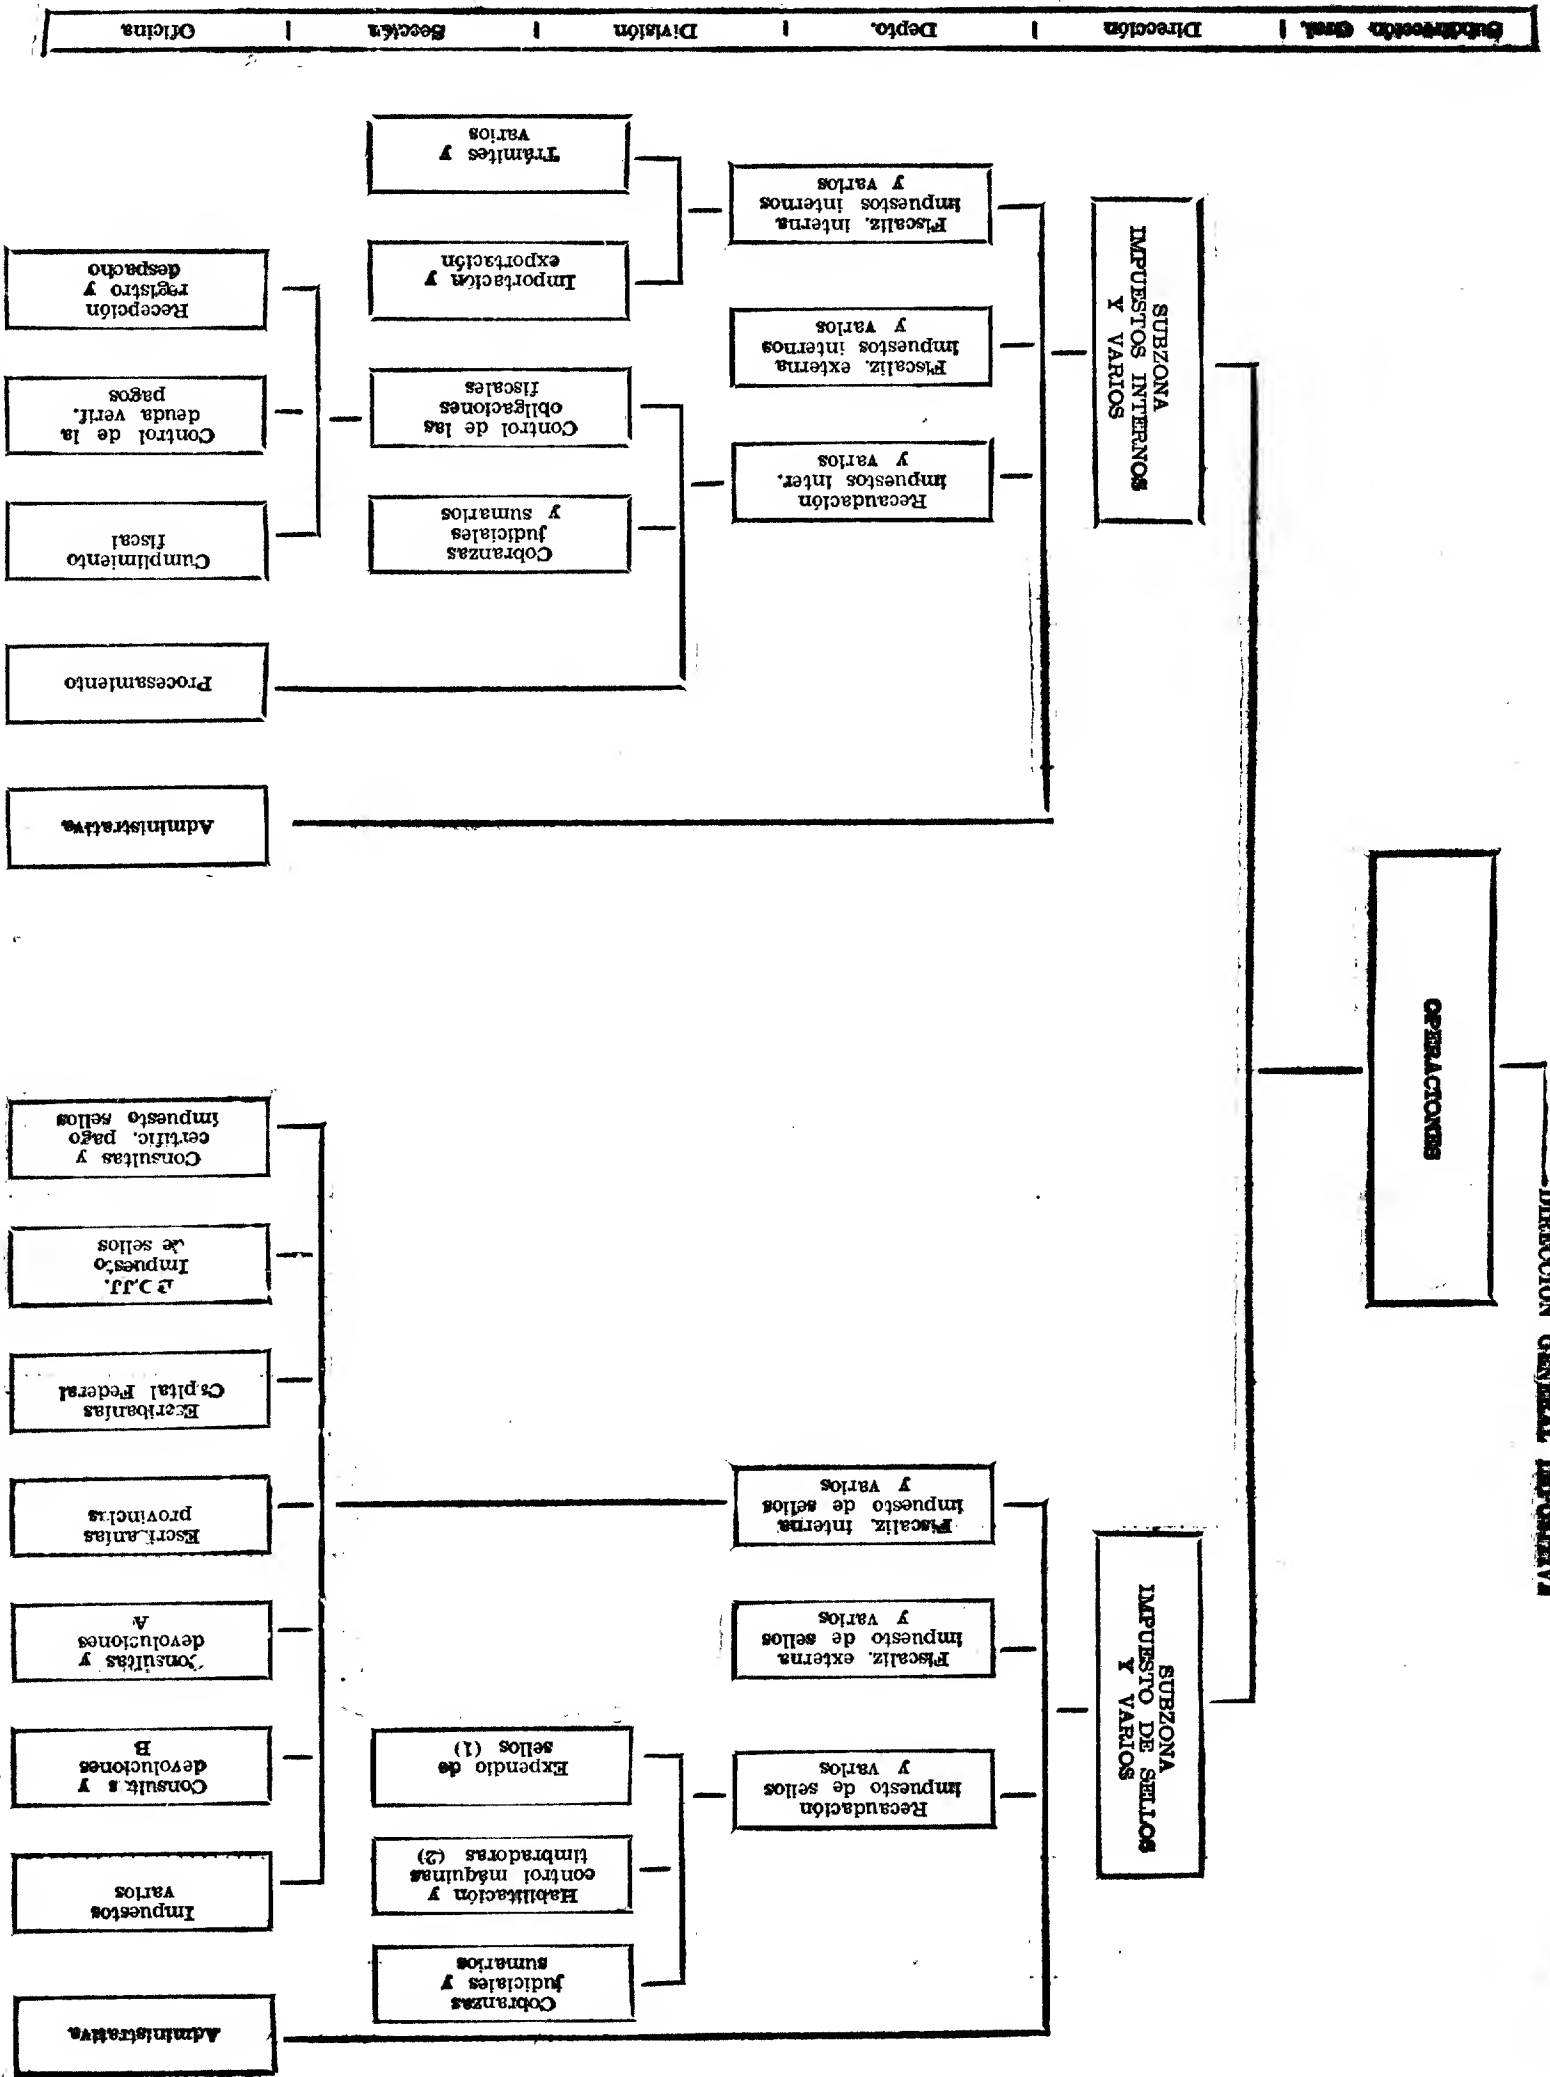 DIRECCION GENERAL IMPOSITIVA
OPERACIONES
SUBZONA
IMPUESTO DE SELLOS
Y VARIOS
Recaudación
impuesto de sellos
y varios
Fiscaliz. externa
impuesto de sellos
y varios
Fiscaliz. interna
impuesto de sellos
y varios
Cobranzas
judiciales y
sumarios
Habilitación y
control máquinas
timbradoras (2)
Expendio de
sellos (1)
Administrativa
Impuestos
varios
Consultas y
devoluciones
B
Consultas y
devoluciones
A
Escribanías
provincias
Escribanías
Capital Federal
DD.JJ.
Impuesto
de sellos
Consultas y
certific. pago
impuesto sellos
SUBZONA
IMPUESTOS INTERNOS
Y VARIOS
Recaudación
impuestos inter.
y varios
Fiscaliz. externa
impuestos internos
y varios
Fiscaliz. interna
impuestos internos
y varios
Cobranzas
judiciales
y sumarios
Control de las
obligaciones
fiscales
Importación y
exportación
Trámites y
varios
Administrativa
Procesamiento
Cumplimiento
fiscal
Control de la
deuda verif.
pagos
Recepción
registro y
despacho
Subdirección Gral. | Dirección | Depto. | División | Sección | Oficina